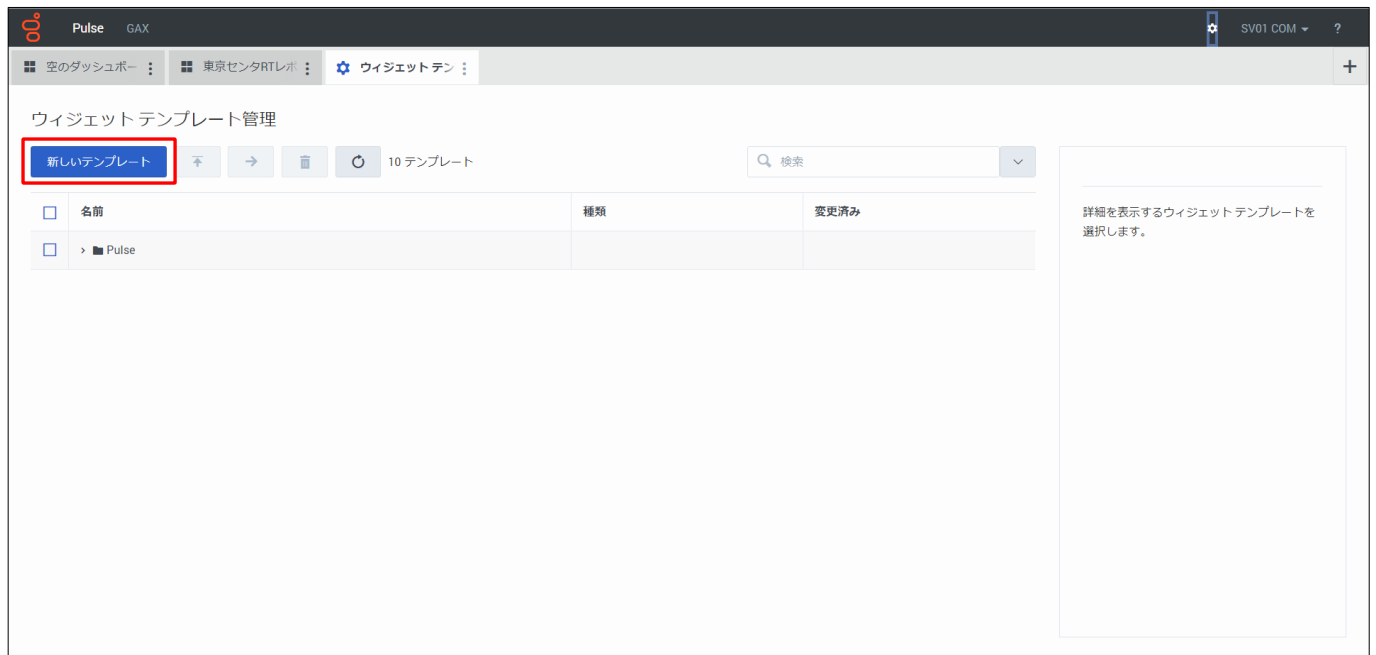 Pulse GAX SV01 COM ?
空のダッシュボー 東京センタRTレポ ウィジェット テン
ウィジェット テンプレート管理
新しいテンプレート 10 テンプレート 検索
名前 種類 変更済み
Pulse
詳細を表示するウィジェット テンプレートを
選択します。